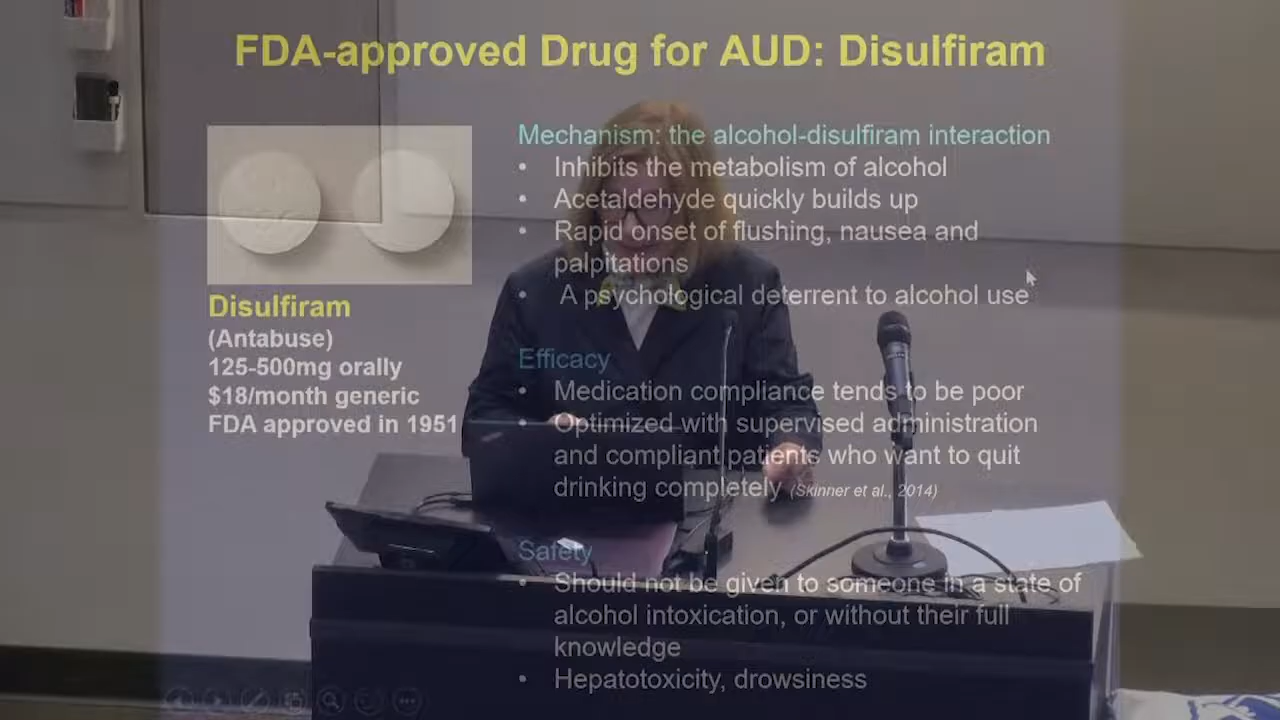 FDA-approved Drug for AUD: Disulfiram
Disulfiram
(Antabuse)
125-500mg orally
$18/month generic
FDA approved in 1951
Mechanism: the alcohol-disulfiram interaction
• Inhibits the metabolism of alcohol
• Acetaldehyde quickly builds up
• Rapid onset of flushing, nausea and
palpitations
• A psychological deterrent to alcohol use
Efficacy
• Medication compliance tends to be poor
• Optimized with supervised administration
and compliant patients who want to quit
drinking completely (Skinner et al., 2014)
Safety
• Should not be given to someone in a state of
alcohol intoxication, or without their full
knowledge
• Hepatotoxicity, drowsiness